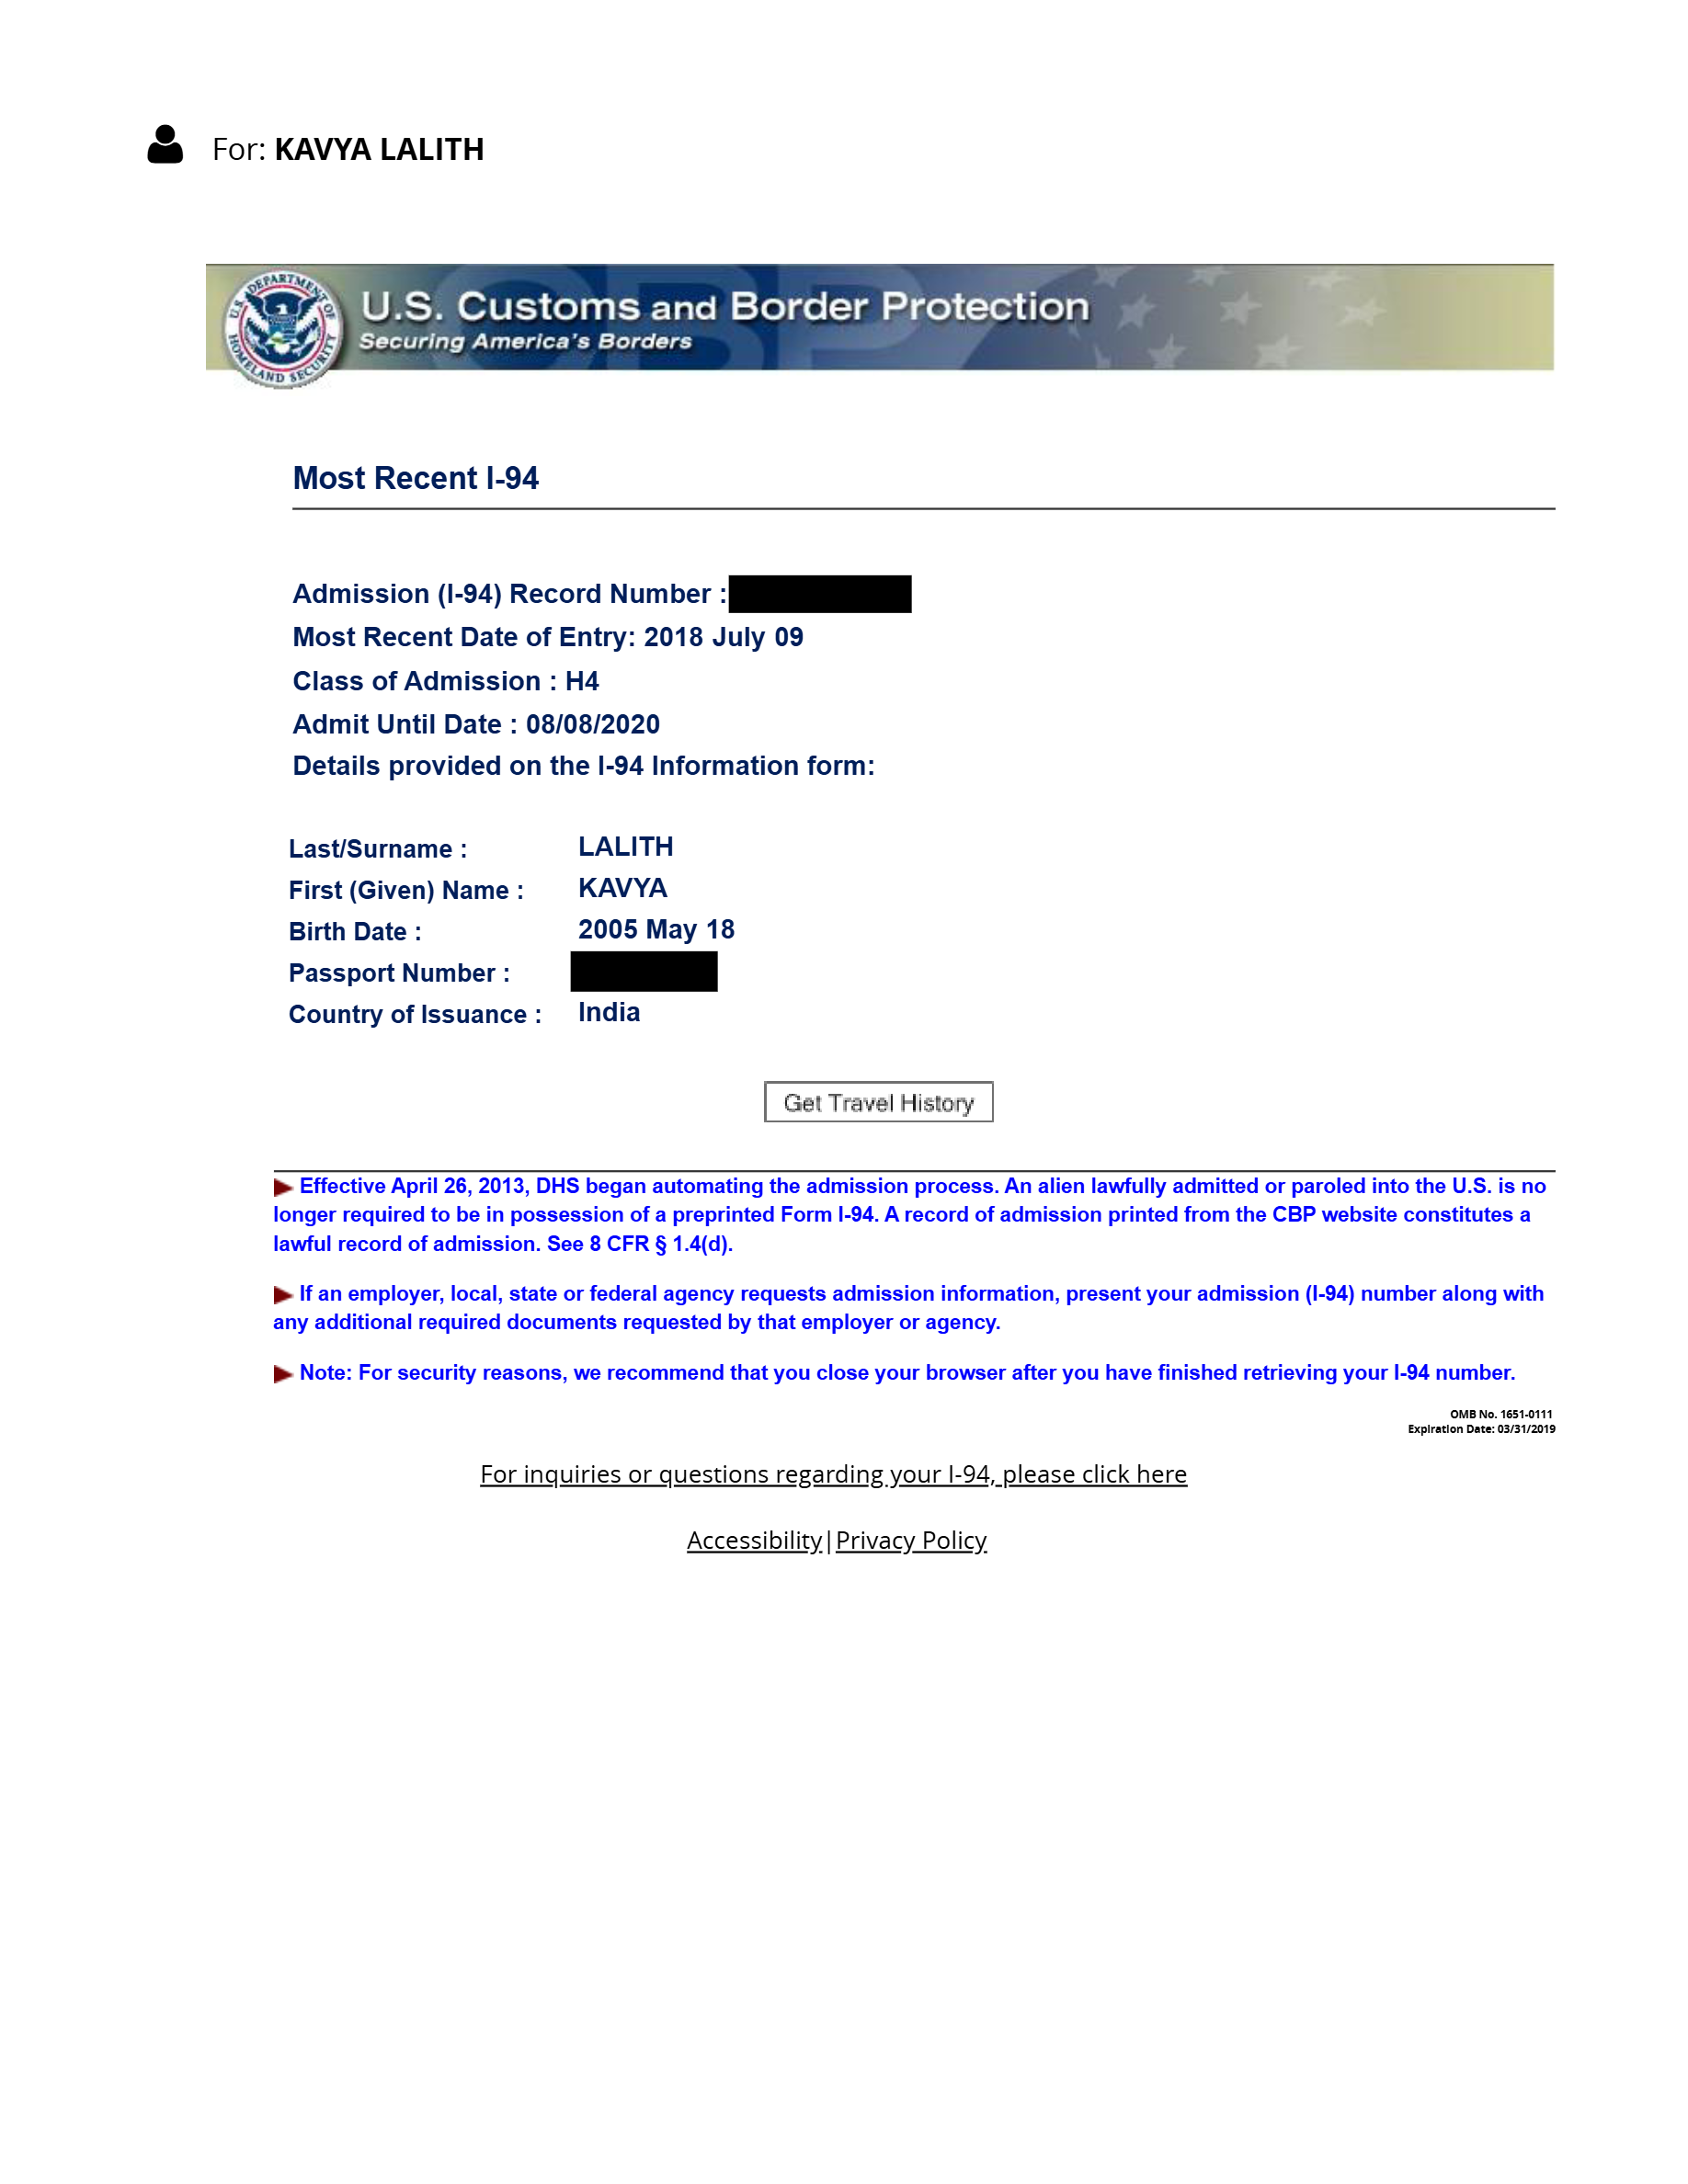 For: KAVYA LALITH
U.S. DEPARTMENT OF HOMELAND SECURITY
U.S. Customs and Border Protection
Securing America's Borders
CBP
Most Recent I-94
Admission (I-94) Record Number :
Most Recent Date of Entry: 2018 July 09
Class of Admission : H4
Admit Until Date : 08/08/2020
Details provided on the I-94 Information form:
Last/Surname : LALITH
First (Given) Name : KAVYA
Birth Date : 2005 May 18
Passport Number :
Country of Issuance : India
Get Travel History
Effective April 26, 2013, DHS began automating the admission process. An alien lawfully admitted or paroled into the U.S. is no
longer required to be in possession of a preprinted Form I-94. A record of admission printed from the CBP website constitutes a
lawful record of admission. See 8 CFR § 1.4(d).
If an employer, local, state or federal agency requests admission information, present your admission (I-94) number along with
any additional required documents requested by that employer or agency.
Note: For security reasons, we recommend that you close your browser after you have finished retrieving your I-94 number.
OMB No. 1651-0111
Expiration Date: 03/31/2019
For inquiries or questions regarding your I-94, please click here
Accessibility|Privacy Policy